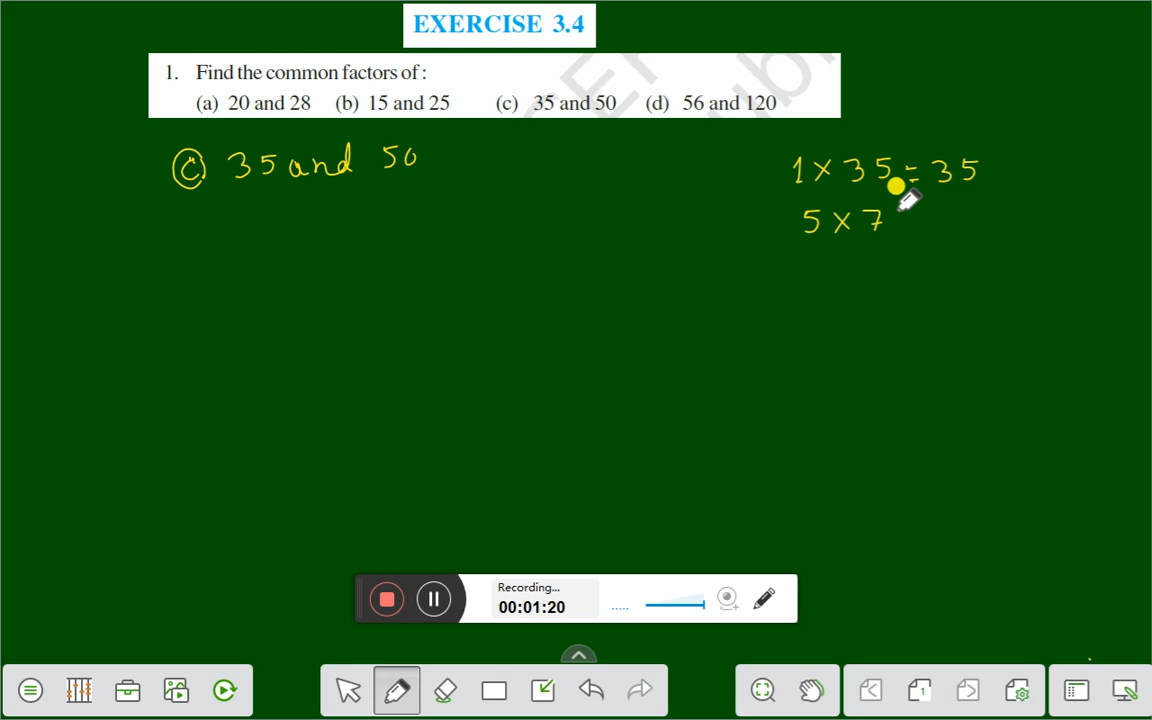 EXERCISE 3.4
1. Find the common factors of :
(a) 20 and 28 (b) 15 and 25 (c) 35 and 50 (d) 56 and 120
(c) 35 and 50
1 × 35 = 35
5 × 7
Recording...
00:01:20
1